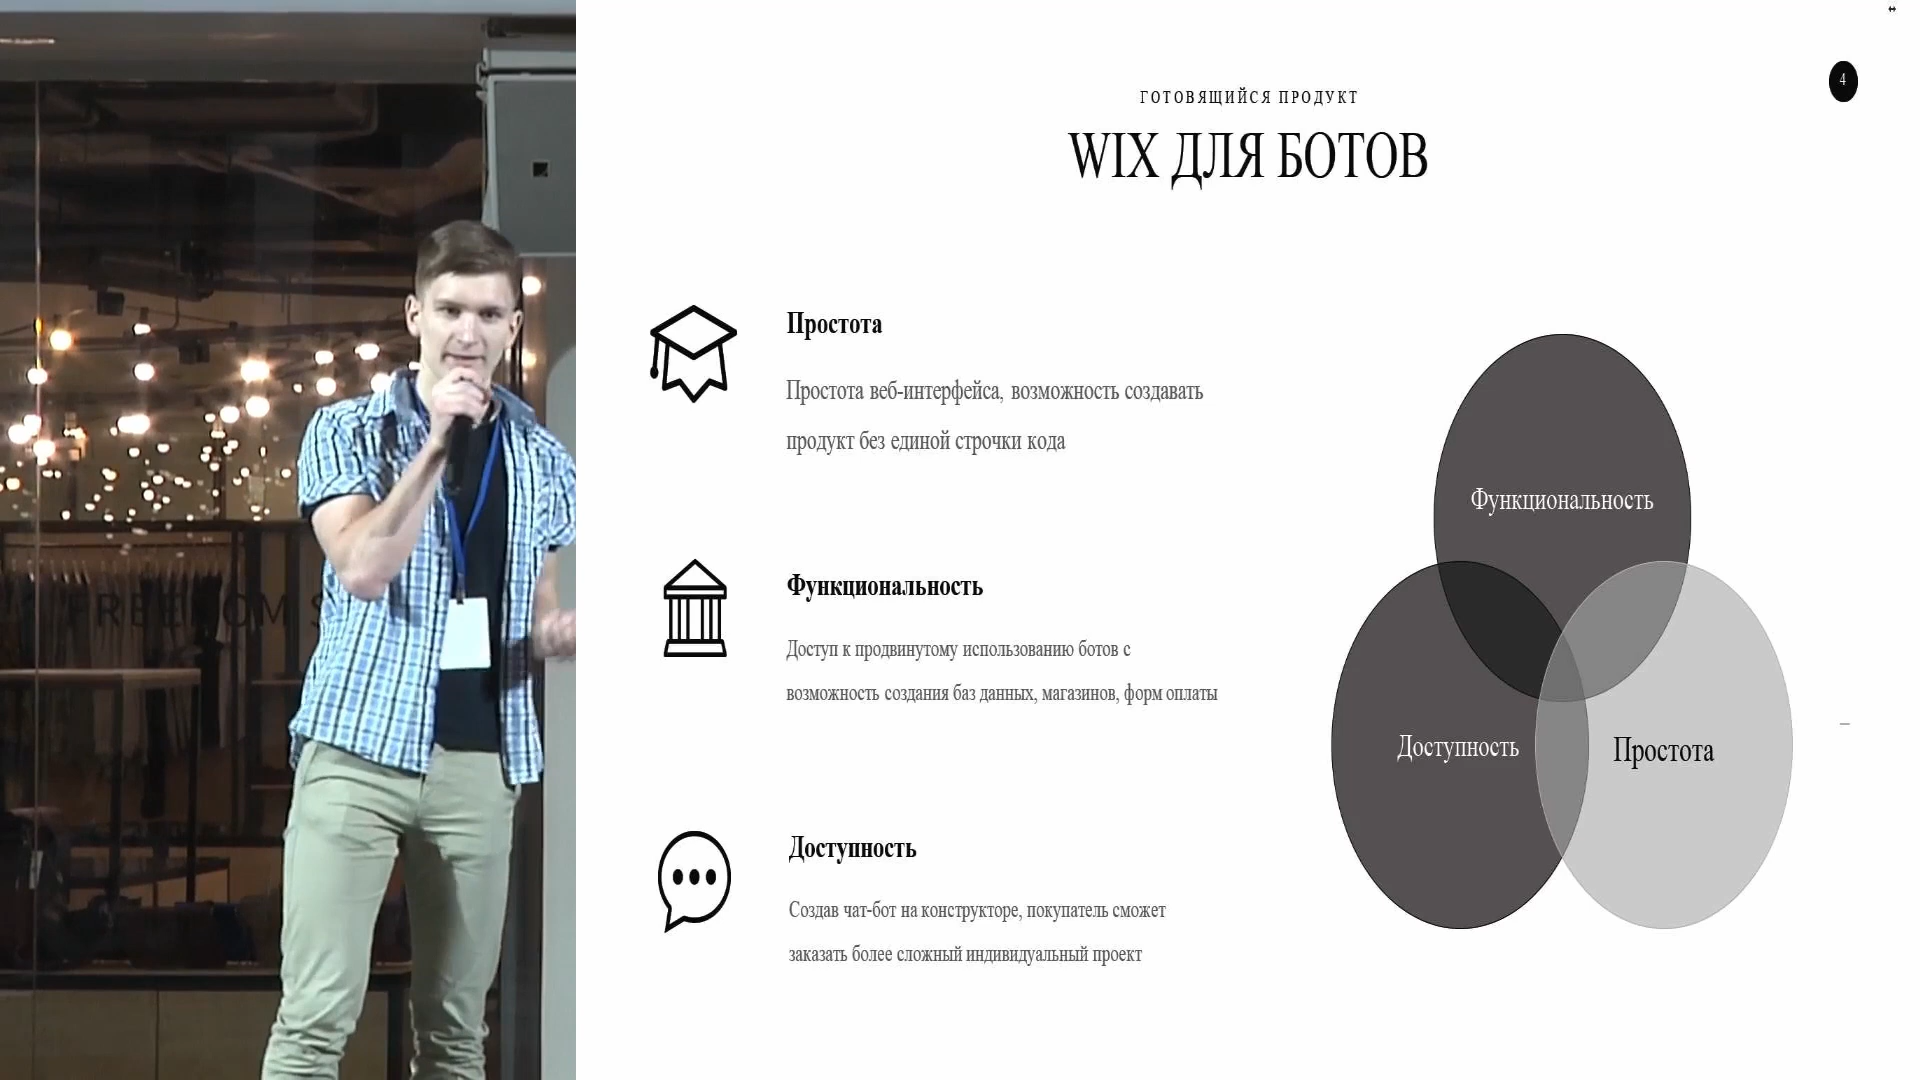 4
ГОТОВЯЩИЙСЯ ПРОДУКТ
WIX ДЛЯ БОТОВ
Простота
Простота веб-интерфейса, возможность создавать
продукт без единой строчки кода
Функциональность
Доступ к продвинутому использованию ботов с
возможность создания баз данных, магазинов, форм оплаты
Доступность
Создав чат-бот на конструкторе, покупатель сможет
заказать более сложный индивидуальный проект
Функциональность
Доступность
Простота
FREEDOM